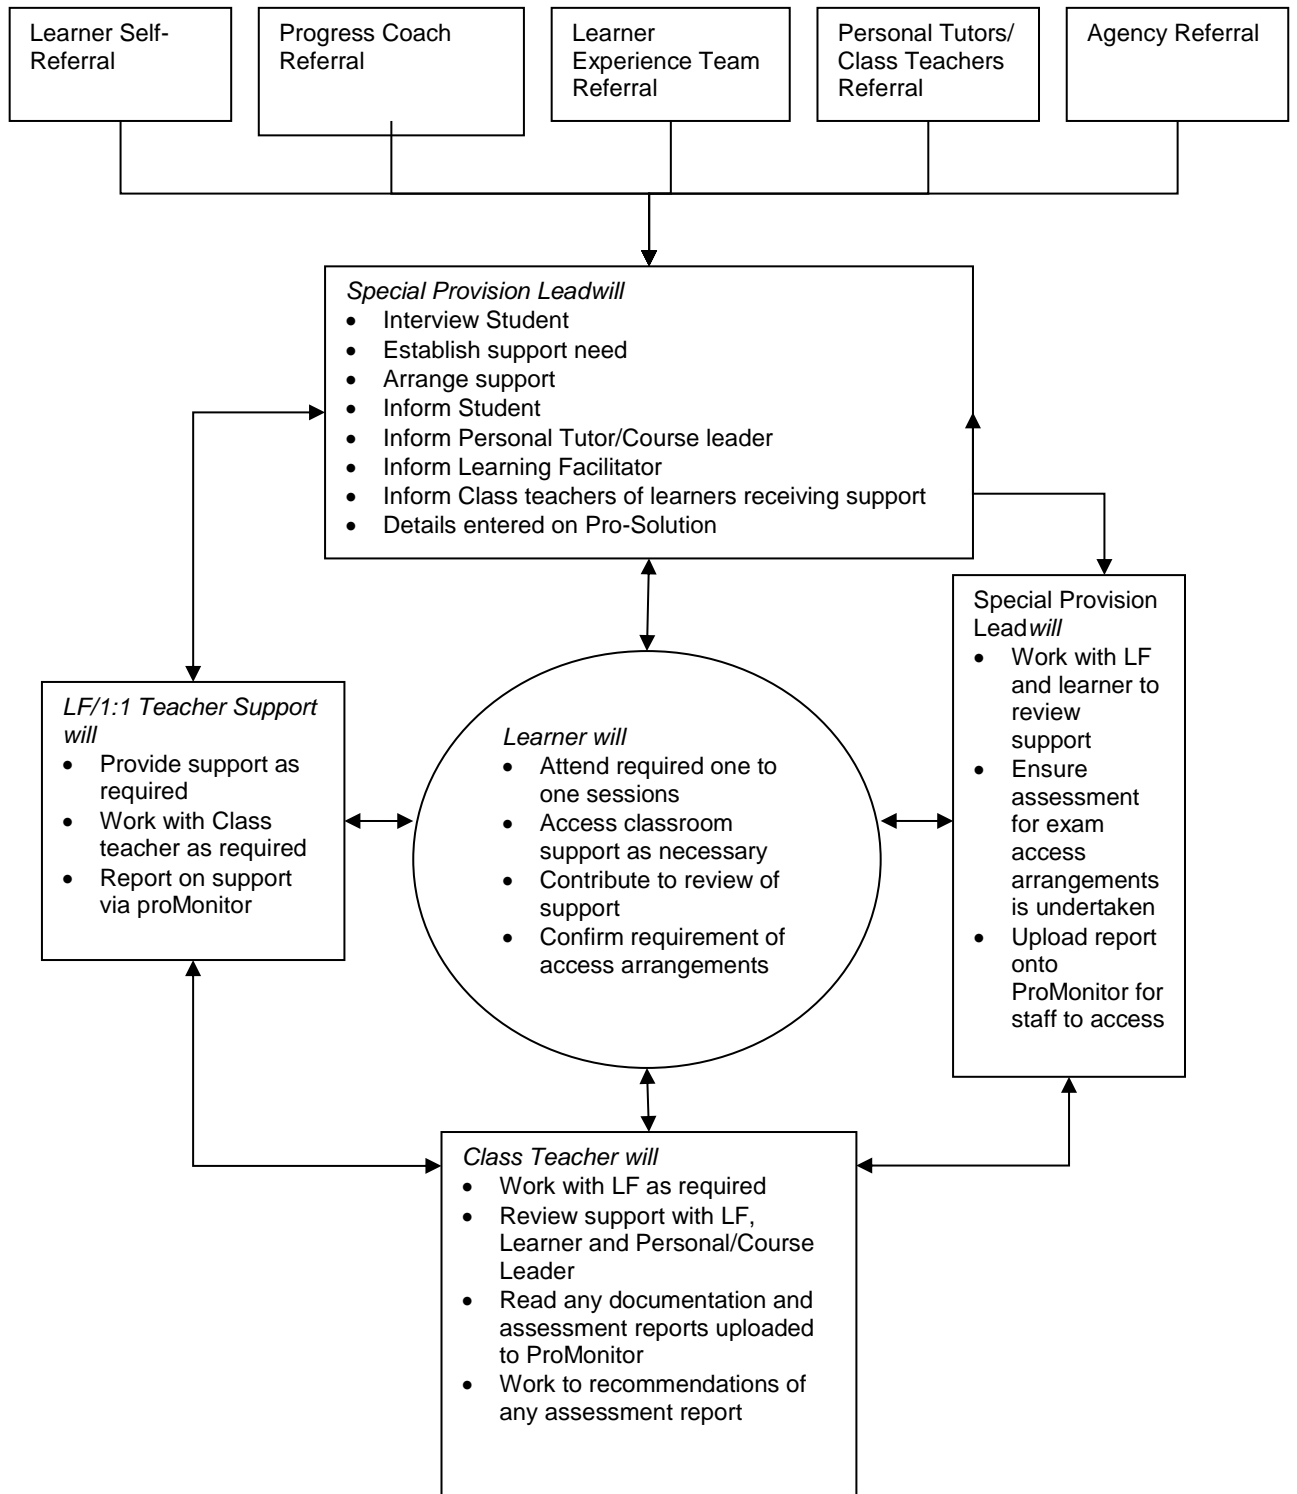 Learner Self-
Referral
Progress Coach
Referral
Learner
Experience Team
Referral
Personal Tutors/
Class Teachers
Referral
Agency Referral
Special Provision Leadwill
• Interview Student
• Establish support need
• Arrange support
• Inform Student
• Inform Personal Tutor/Course leader
• Inform Learning Facilitator
• Inform Class teachers of learners receiving support
• Details entered on Pro-Solution
LF/1:1 Teacher Support
will
• Provide support as
required
• Work with Class
teacher as required
• Report on support
via proMonitor
Learner will
• Attend required one to
one sessions
• Access classroom
support as necessary
• Contribute to review of
support
• Confirm requirement of
access arrangements
Special Provision
Leadwill
• Work with LF
and learner to
review
support
• Ensure
assessment
for exam
access
arrangements
is undertaken
• Upload report
onto
ProMonitor for
staff to access
Class Teacher will
• Work with LF as required
• Review support with LF,
Learner and Personal/Course
Leader
• Read any documentation and
assessment reports uploaded
to ProMonitor
• Work to recommendations of
any assessment report